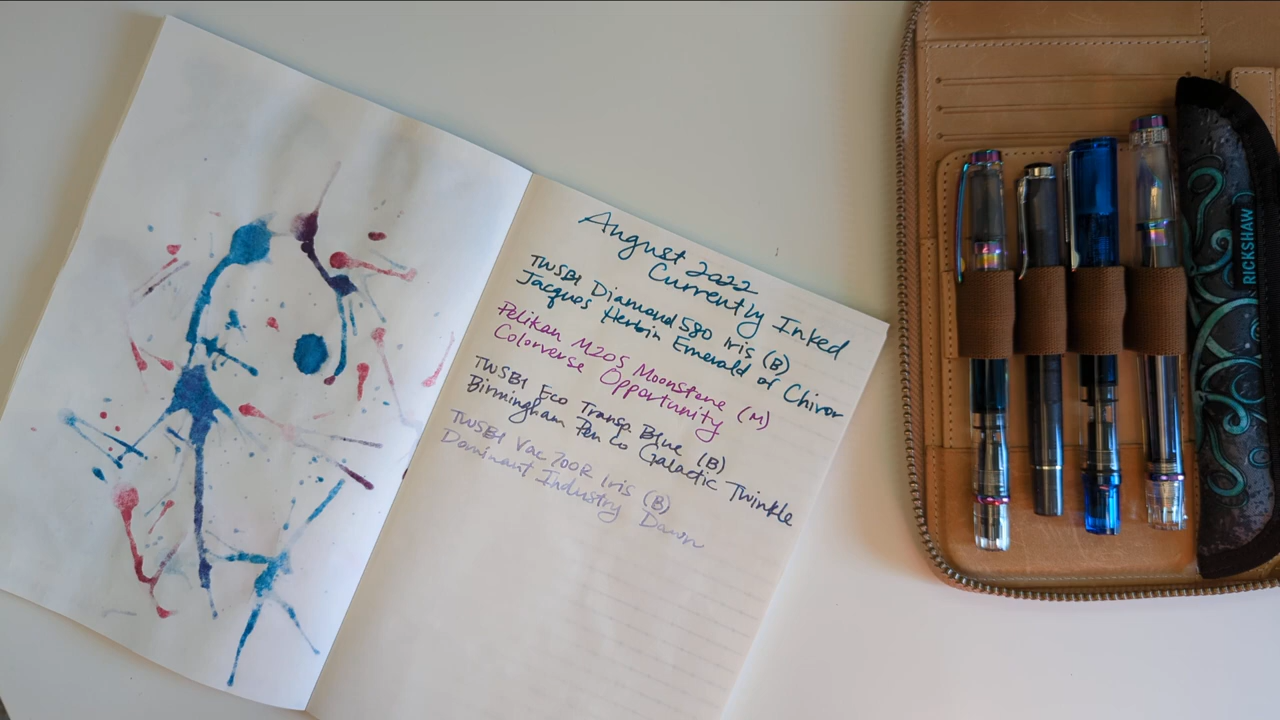 August 2022
Currently Inked
TWSBI Diamond 580 Iris (B)
Jacques Herbin Emerald of Chivor
Pelikan M205 Moonstone (M)
Colorverse Opportunity
TWSBI Eco Transp. Blue (B)
Birmingham Pen Co Galactic Twinkle
TWSBI Vac 700R Iris (B)
Dominant Industry Dawn
RICKSHAW